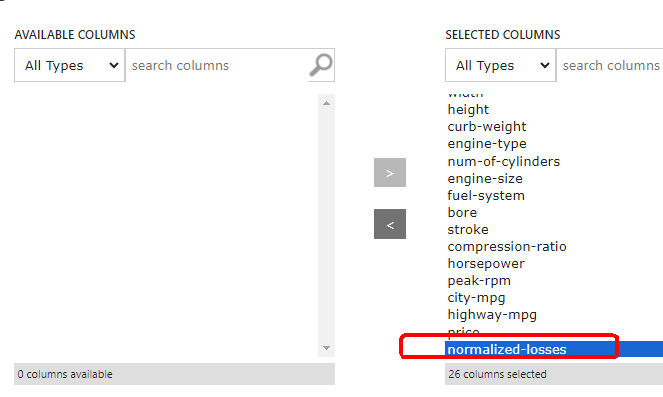 AVAILABLE COLUMNS
All Types
search columns
>
<
0 columns available
SELECTED COLUMNS
All Types
search columns
width
height
curb-weight
engine-type
num-of-cylinders
engine-size
fuel-system
bore
stroke
compression-ratio
horsepower
peak-rpm
city-mpg
highway-mpg
price
normalized-losses
26 columns selected